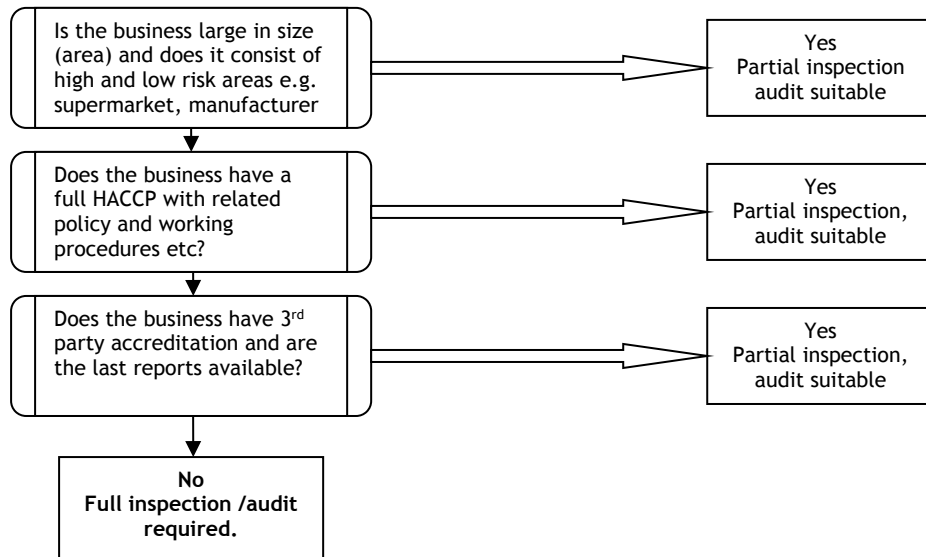 Is the business large in size
(area) and does it consist of
high and low risk areas e.g.
supermarket, manufacturer
Yes
Partial inspection
audit suitable
Does the business have a
full HACCP with related
policy and working
procedures etc?
Yes
Partial inspection,
audit suitable
Does the business have 3rd
party accreditation and are
the last reports available?
Yes
Partial inspection,
audit suitable
No
Full inspection /audit
required.